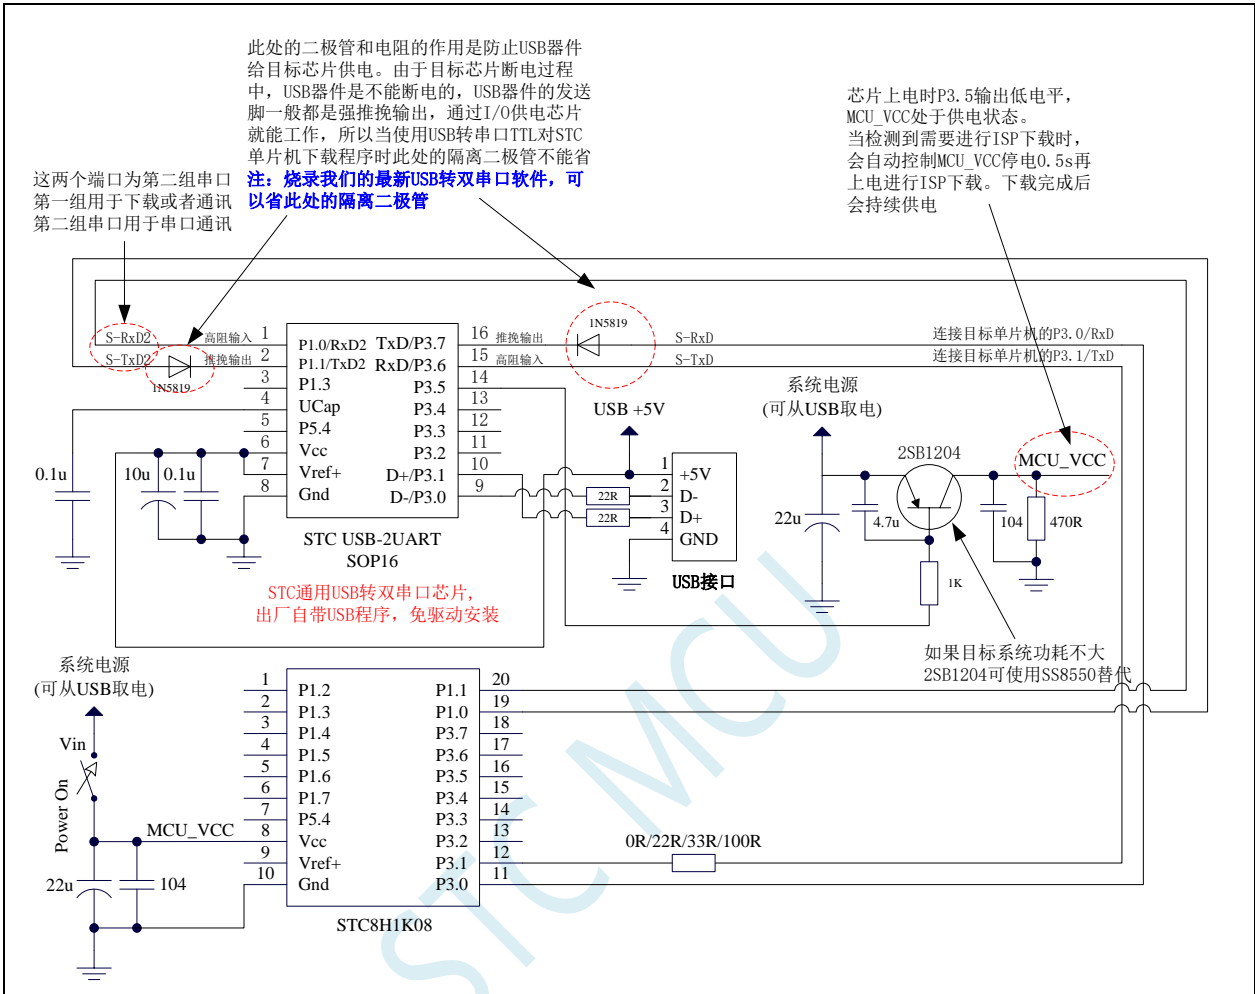 此处的二极管和电阻的作用是防止USB器件
给目标芯片供电。由于目标芯片断电过程
中，USB器件是不能断电的，USB器件的发送
脚一般都是强推挽输出，通过I/O供电芯片
就能工作，所以当使用USB转串口TTL对STC
单片机下载程序时此处的隔离二极管不能省
注：烧录我们的最新USB转双串口软件，可
以省此处的隔离二极管
芯片上电时P3.5输出低电平，
MCU_VCC处于供电状态。
当检测到需要进行ISP下载时，
会自动控制MCU_VCC停电0.5s再
上电进行ISP下载。下载完成后
会持续供电
这两个端口为第二组串口
第一组用于下载或者通讯
第二组串口用于串口通讯
S-RxD2
高阻输入
1
P1.0/RxD2
TxD/P3.7
16
推挽输出
1N5819
S-RxD
连接目标单片机的P3.0/RxD
S-TxD2
推挽输出
2
P1.1/TxD2
RxD/P3.6
15
高阻输入
S-TxD
连接目标单片机的P3.1/TxD
1N5819
3
P1.3
P3.5
14
4
UCap
P3.4
13
5
P5.4
P3.3
12
6
Vcc
P3.2
11
7
Vref+
D+/P3.1
10
8
Gnd
D-/P3.0
9
0.1u
10u
0.1u
STC USB-2UART
SOP16
STC通用USB转双串口芯片，
出厂自带USB程序，免驱动安装
USB +5V
22R
22R
1
+5V
2
D-
3
D+
4
GND
USB接口
系统电源
(可从USB取电)
2SB1204
MCU_VCC
22u
4.7u
104
470R
1K
如果目标系统功耗不大
2SB1204可使用SS8550替代
系统电源
(可从USB取电)
Vin
Power On
MCU_VCC
22u
104
1
P1.2
P1.1
20
2
P1.3
P1.0
19
3
P1.4
P3.7
18
4
P1.5
P3.6
17
5
P1.6
P3.5
16
6
P1.7
P3.4
15
7
P5.4
P3.3
14
8
Vcc
P3.2
13
9
Vref+
P3.1
12
10
Gnd
P3.0
11
0R/22R/33R/100R
STC8H1K08
STC MCU